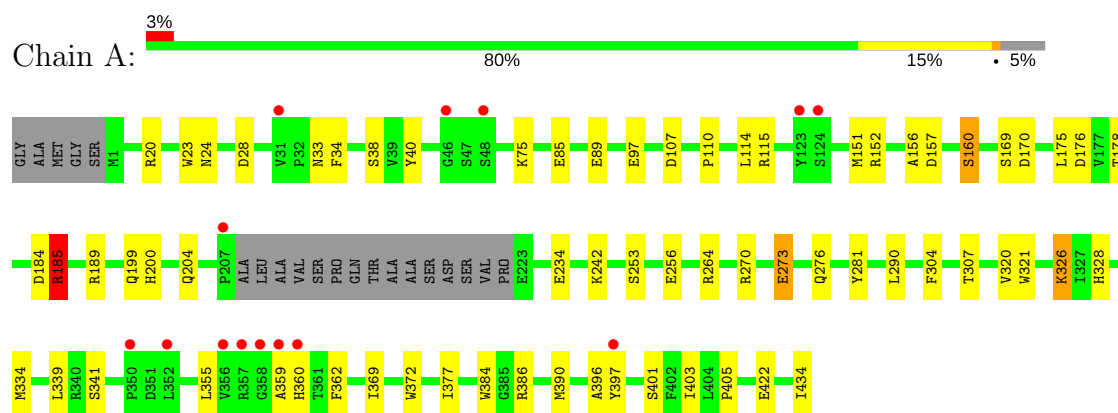 3%
Chain A:
80% 15% • 5%
GLY ALA MET GLY SER M1 R20 W23 N24 D28 V31 P32 N33 F34 S38 V39 Y40 G46 S47 S48 K75 E85 E89 E97 D107 P110 L114 R115 Y123 S124 M151 R152 A156 D157 S160 S169 D170 L175 D176 V177 T178
D184 R185 R189 Q199 H200 Q204 P207 ALA LEU ALA VAL SER PRO GLN THR ALA ALA SER ASP SER VAL PRO E223 E234 K242 S253 E256 R264 R270 E273 Q276 Y281 L290 F304 T307 V320 W321 K326 I327 H328
M334 L339 R340 S341 P350 D351 L352 L355 V356 R357 G358 A359 H360 T361 F362 I369 W372 I377 W384 G385 R386 M390 A396 Y397 S401 F402 I403 L404 P405 E422 I434